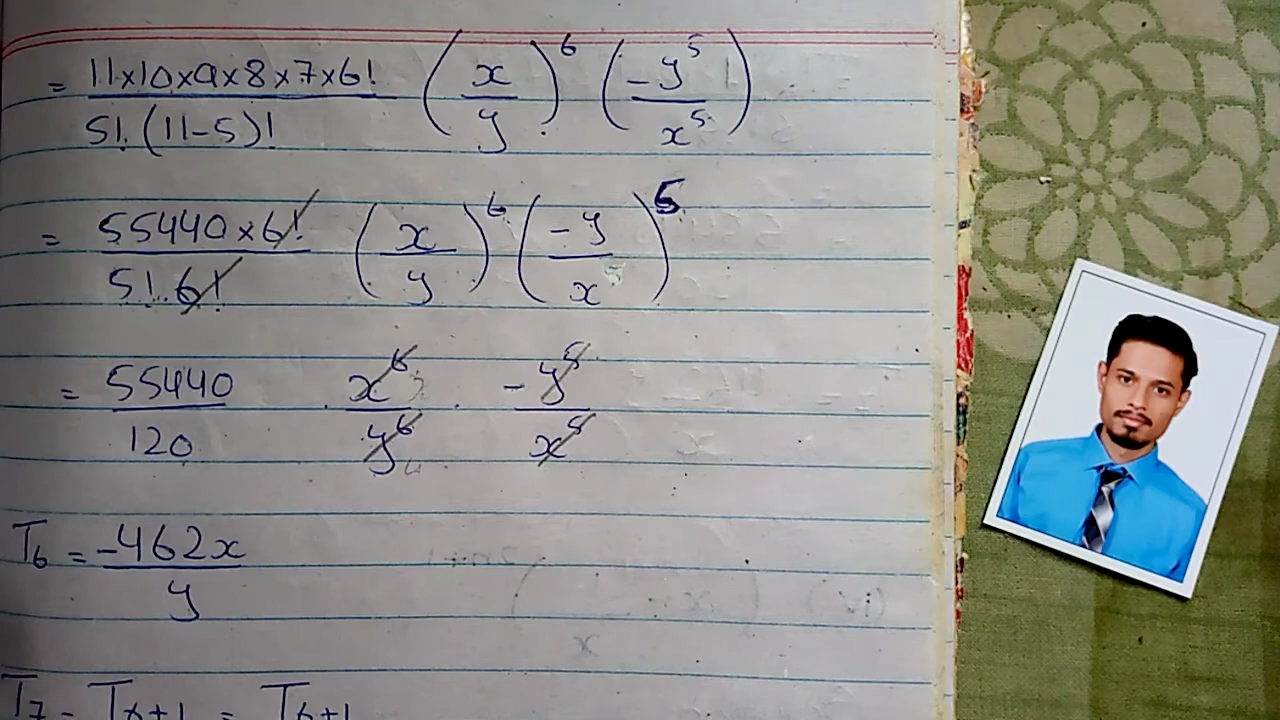 = 11×10×9×8×7×6! / 5!.(11-5)! (x/y)^6 (-y^5/x^5)
= 55440×6! / 5!.6! (x/y)^6 (-y/x)^5
= 55440/120 . x^6/y^6 . -y^5/x^5
T6 = -462x/y
T7 = T6+1 = T6+1